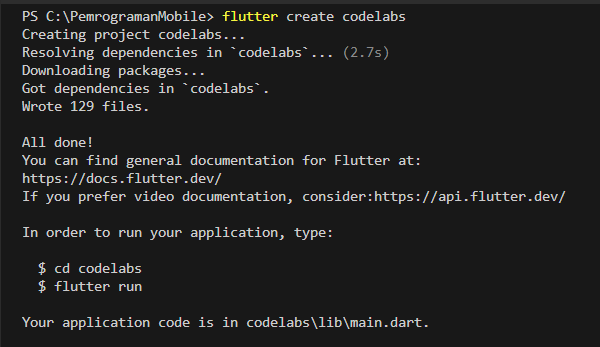 PS C:\PemrogramanMobile> flutter create codelabs
Creating project codelabs...
Resolving dependencies in `codelabs`... (2.7s)
Downloading packages...
Got dependencies in `codelabs`.
Wrote 129 files.

All done!
You can find general documentation for Flutter at:
https://docs.flutter.dev/
If you prefer video documentation, consider:https://api.flutter.dev/

In order to run your application, type:

  $ cd codelabs
  $ flutter run

Your application code is in codelabs\lib\main.dart.